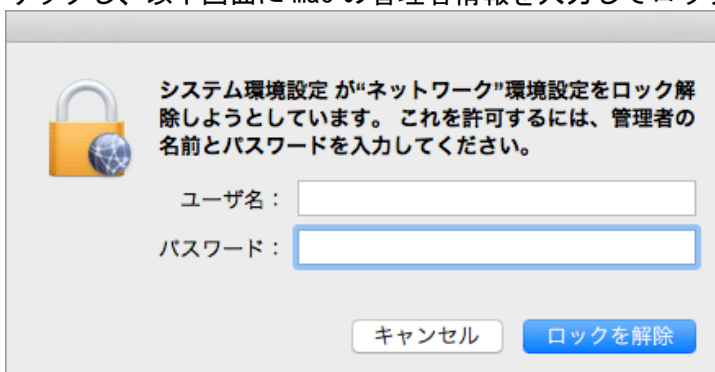 システム環境設定 が“ネットワーク”環境設定をロック解
除しようとしています。 これを許可するには、管理者の
名前とパスワードを入力してください。
ユーザ名：
パスワード：
キャンセル
ロックを解除